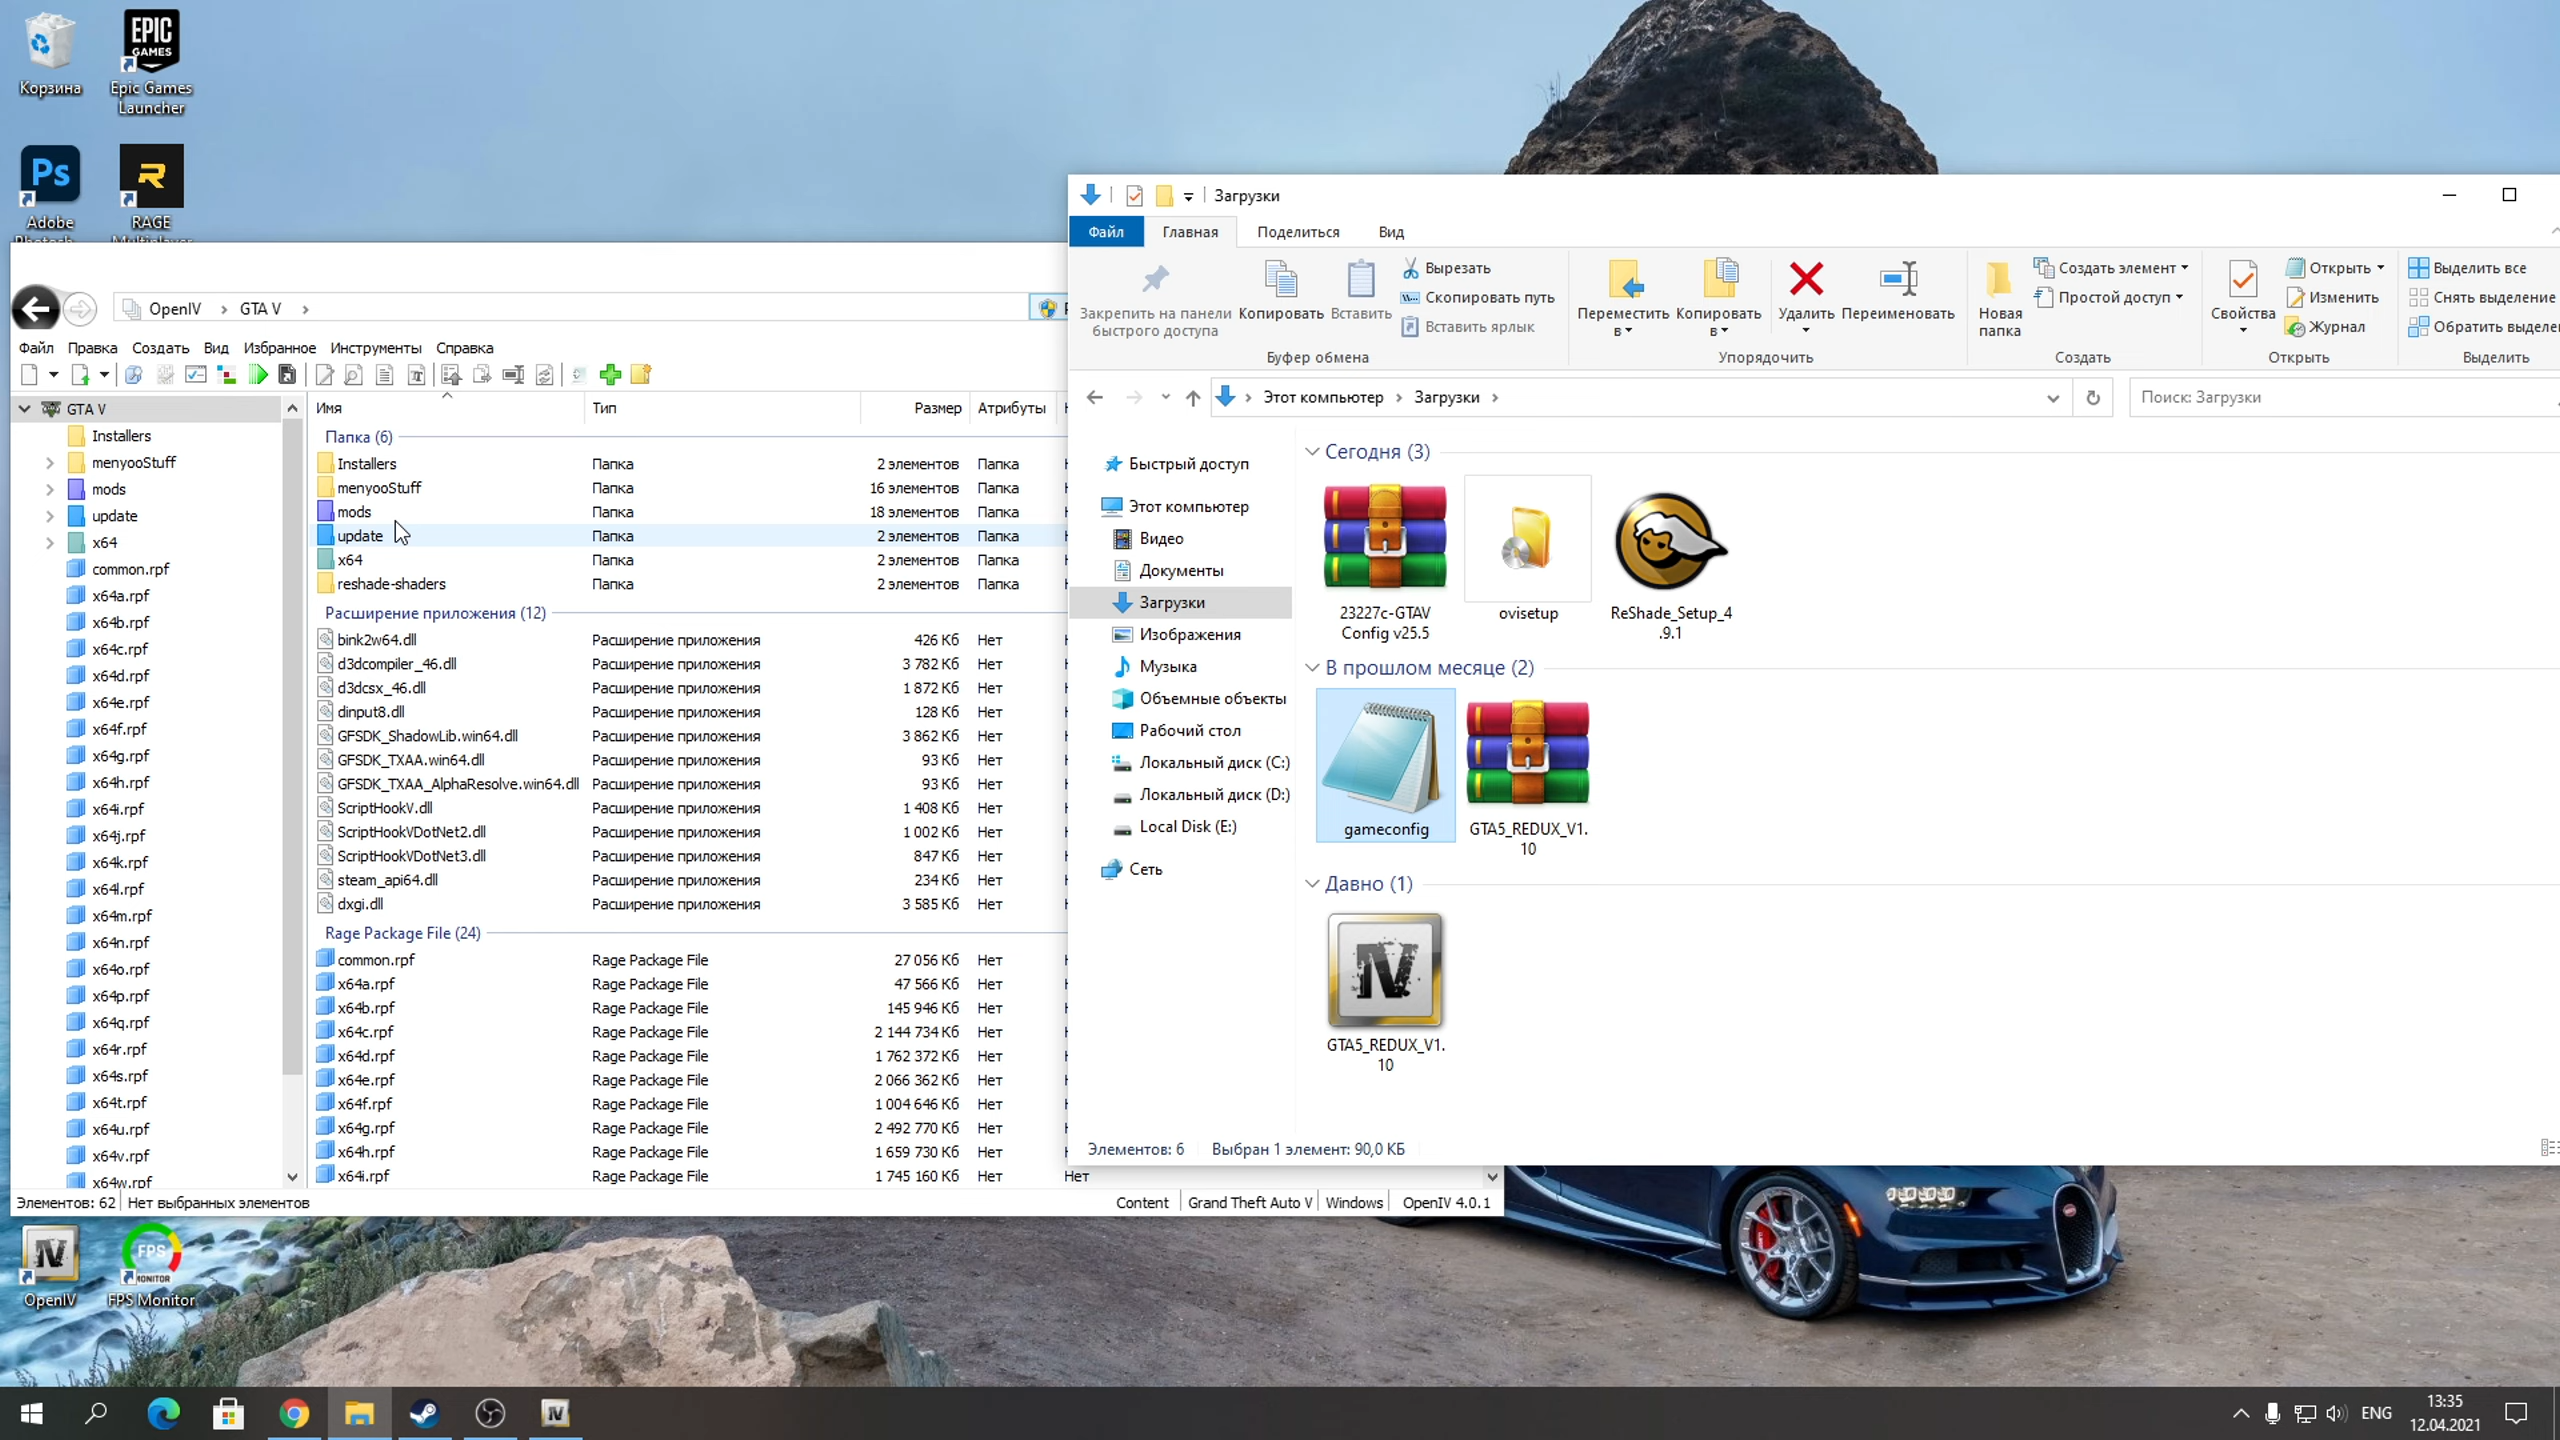 Корзина
Epic Games
Launcher
EPIC
GAMES
Ps
Adobe
RAGE
OpenIV
GTA V
Файл
Правка
Создать
Вид
Избранное
Инструменты
Справка
GTA V
Installers
menyooStuff
mods
update
x64
common.rpf
x64a.rpf
x64b.rpf
x64c.rpf
x64d.rpf
x64e.rpf
x64f.rpf
x64g.rpf
x64h.rpf
x64i.rpf
x64j.rpf
x64k.rpf
x64l.rpf
x64m.rpf
x64n.rpf
x64o.rpf
x64p.rpf
x64q.rpf
x64r.rpf
x64s.rpf
x64t.rpf
x64u.rpf
x64v.rpf
x64w.rpf
Имя Тип Размер Атрибуты
Папка (6)
Installers Папка 2 элементов Папка
menyooStuff Папка 16 элементов Папка
mods Папка 18 элементов Папка
update Папка 2 элементов Папка
x64 Папка 2 элементов Папка
reshade-shaders Папка 2 элементов Папка
Расширение приложения (12)
bink2w64.dll Расширение приложения 426 Кб Нет
d3dcompiler_46.dll Расширение приложения 3 782 Кб Нет
d3dcsx_46.dll Расширение приложения 1 872 Кб Нет
dinput8.dll Расширение приложения 128 Кб Нет
GFSDK_ShadowLib.win64.dll Расширение приложения 3 862 Кб Нет
GFSDK_TXAA.win64.dll Расширение приложения 93 Кб Нет
GFSDK_TXAA_AlphaResolve.win64.dll Расширение приложения 93 Кб Нет
ScriptHookV.dll Расширение приложения 1 408 Кб Нет
ScriptHookVDotNet2.dll Расширение приложения 1 002 Кб Нет
ScriptHookVDotNet3.dll Расширение приложения 847 Кб Нет
steam_api64.dll Расширение приложения 234 Кб Нет
dxgi.dll Расширение приложения 3 585 Кб Нет
Rage Package File (24)
common.rpf Rage Package File 27 056 Кб Нет
x64a.rpf Rage Package File 47 566 Кб Нет
x64b.rpf Rage Package File 145 946 Кб Нет
x64c.rpf Rage Package File 2 144 734 Кб Нет
x64d.rpf Rage Package File 1 762 372 Кб Нет
x64e.rpf Rage Package File 2 066 362 Кб Нет
x64f.rpf Rage Package File 1 004 646 Кб Нет
x64g.rpf Rage Package File 2 492 770 Кб Нет
x64h.rpf Rage Package File 1 659 730 Кб Нет
x64i.rpf Rage Package File 1 745 160 Кб Нет Нет
Элементов: 62 Нет выбранных элементов
Content Grand Theft Auto V Windows OpenIV 4.0.1
Загрузки
Файл Главная Поделиться Вид
Закрепить на панели
быстрого доступа
Копировать
Вставить
Вырезать
Скопировать путь
Вставить ярлык
Буфер обмена
Переместить
в
Копировать
в
Удалить
Переименовать
Упорядочить
Новая
папка
Создать элемент
Простой доступ
Создать
Свойства
Открыть
Изменить
Журнал
Открыть
Выделить все
Снять выделение
Выделить
Этот компьютер
Загрузки
Поиск: Загрузки
Быстрый доступ
Этот компьютер
Видео
Документы
Загрузки
Изображения
Музыка
Объемные объекты
Рабочий стол
Локальный диск (C:)
Локальный диск (D:)
Local Disk (E:)
Сеть
Сегодня (3)
23227c-GTAV
Config v25.5
ovisetup
ReShade_Setup_4
.9.1
В прошлом месяце (2)
gameconfig
GTA5_REDUX_V1.
10
Давно (1)
IV
GTA5_REDUX_V1.
10
Элементов: 6 Выбран 1 элемент: 90,0 КБ
IV
OpenIV
FPS
MONITOR
FPS Monitor
IV
ENG
13:35
12.04.2021